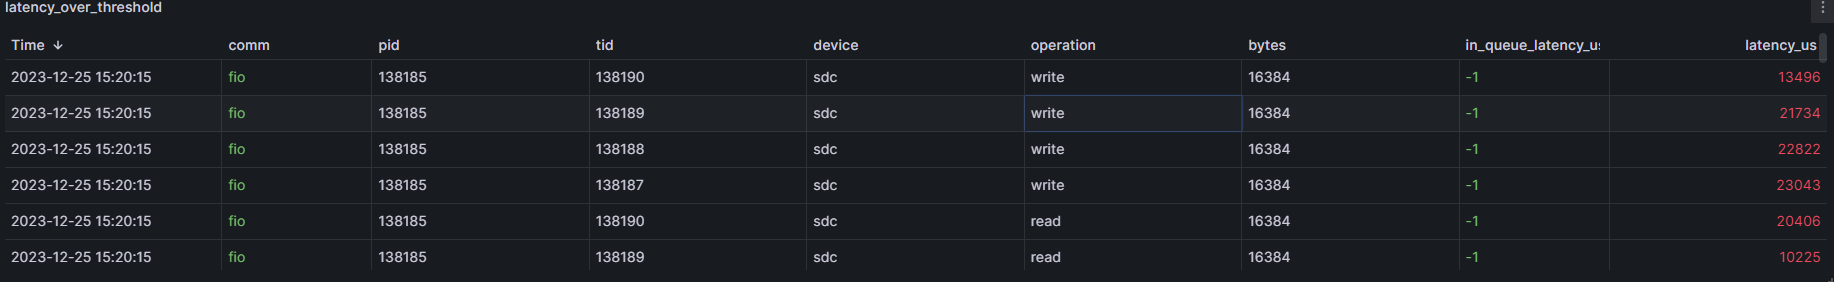 latency_over_threshold
Time comm pid tid device operation bytes in_queue_latency_us latency_us
2023-12-25 15:20:15 fio 138185 138190 sdc write 16384 -1 13496
2023-12-25 15:20:15 fio 138185 138189 sdc write 16384 -1 21734
2023-12-25 15:20:15 fio 138185 138188 sdc write 16384 -1 22822
2023-12-25 15:20:15 fio 138185 138187 sdc write 16384 -1 23043
2023-12-25 15:20:15 fio 138185 138190 sdc read 16384 -1 20406
2023-12-25 15:20:15 fio 138185 138189 sdc read 16384 -1 10225